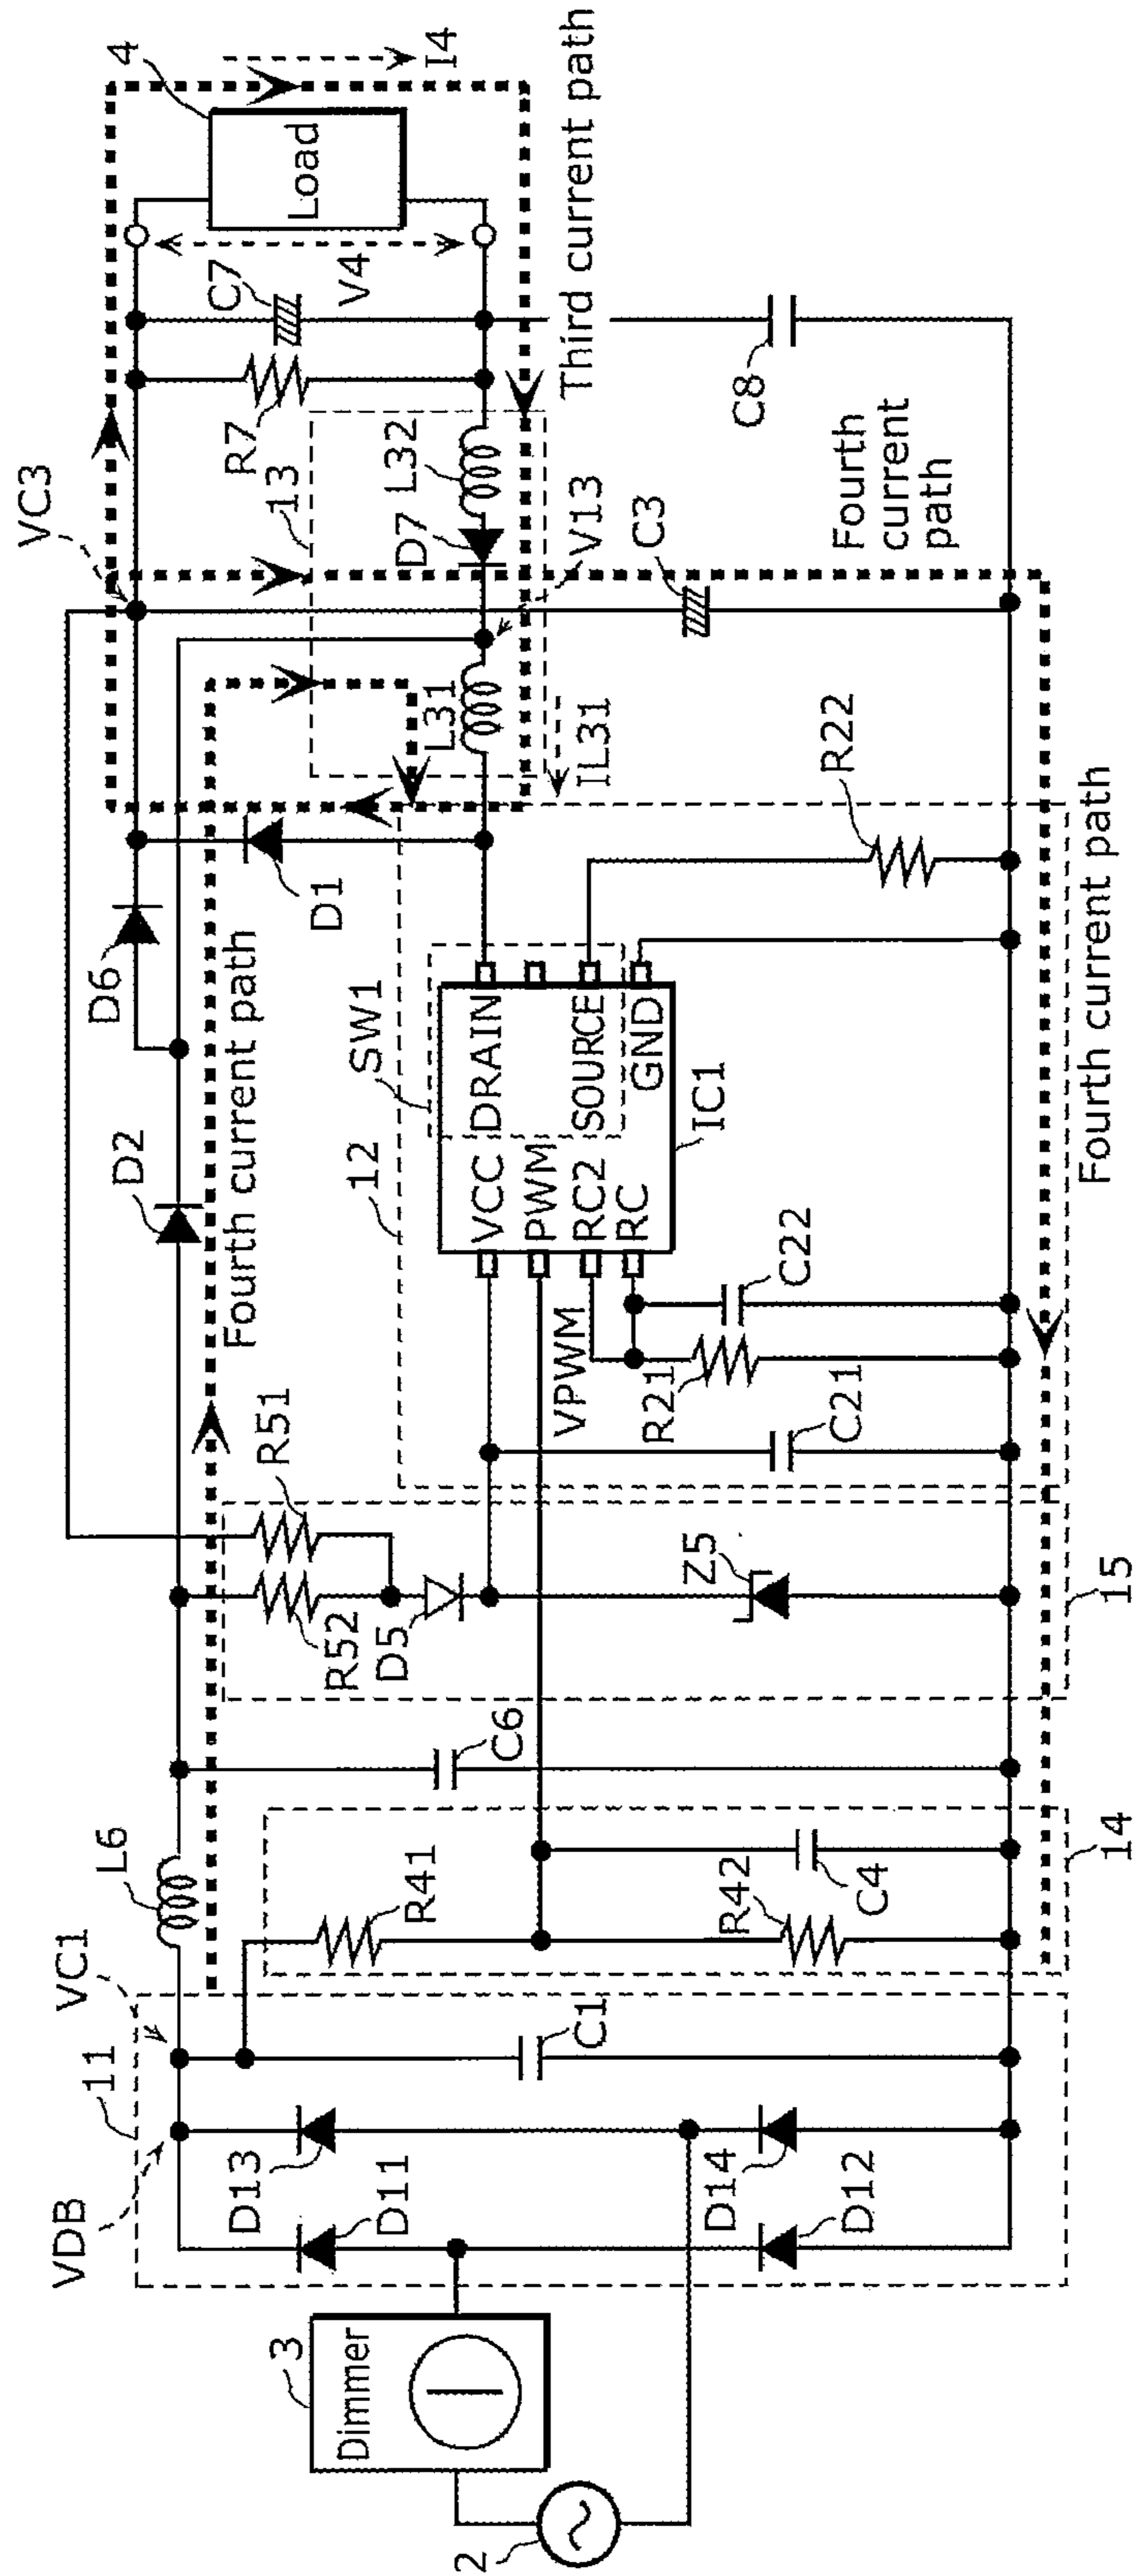 2
3
Dimmer
VDB
11
VC1
D13
D11
D14
D12
C1
L6
R41
R42
C4
14
C6
R52
R51
D5
Z5
15
D2
D6
Fourth current path
12
SW1
VCC
DRAIN
PWM
RC2
SOURCE
RC
GND
IC1
VPWM
R21
C22
C21
R22
D1
L31
IL31
13
D7
L32
V13
VC3
R7
C7
V4
4
Load
I4
Third current path
C3
C8
Fourth
current
path
Fourth current path